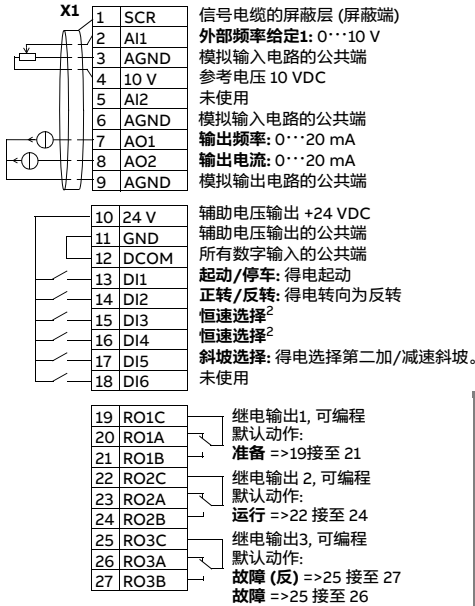 X1
1 SCR 信号电缆的屏蔽层 (屏蔽端)
2 AI1 外部频率给定1: 0···10 V
3 AGND 模拟输入电路的公共端
4 10 V 参考电压 10 VDC
5 AI2 未使用
6 AGND 模拟输入电路的公共端
7 AO1 输出频率: 0···20 mA
8 AO2 输出电流: 0···20 mA
9 AGND 模拟输出电路的公共端
10 24 V 辅助电压输出 +24 VDC
11 GND 辅助电压输出的公共端
12 DCOM 所有数字输入的公共端
13 DI1 起动/停车: 得电起动
14 DI2 正转/反转: 得电转向为反转
15 DI3 恒速选择2
16 DI4 恒速选择2
17 DI5 斜坡选择: 得电选择第二加/减速斜坡。
18 DI6 未使用
19 RO1C 继电输出1, 可编程
20 RO1A 默认动作:
21 RO1B 准备 =>19接至 21
22 RO2C 继电输出 2, 可编程
23 RO2A 默认动作:
24 RO2B 运行 =>22 接至 24
25 RO3C 继电输出3, 可编程
26 RO3A 默认动作:
27 RO3B 故障 (反) =>25 接至 27
故障 =>25 接至 26